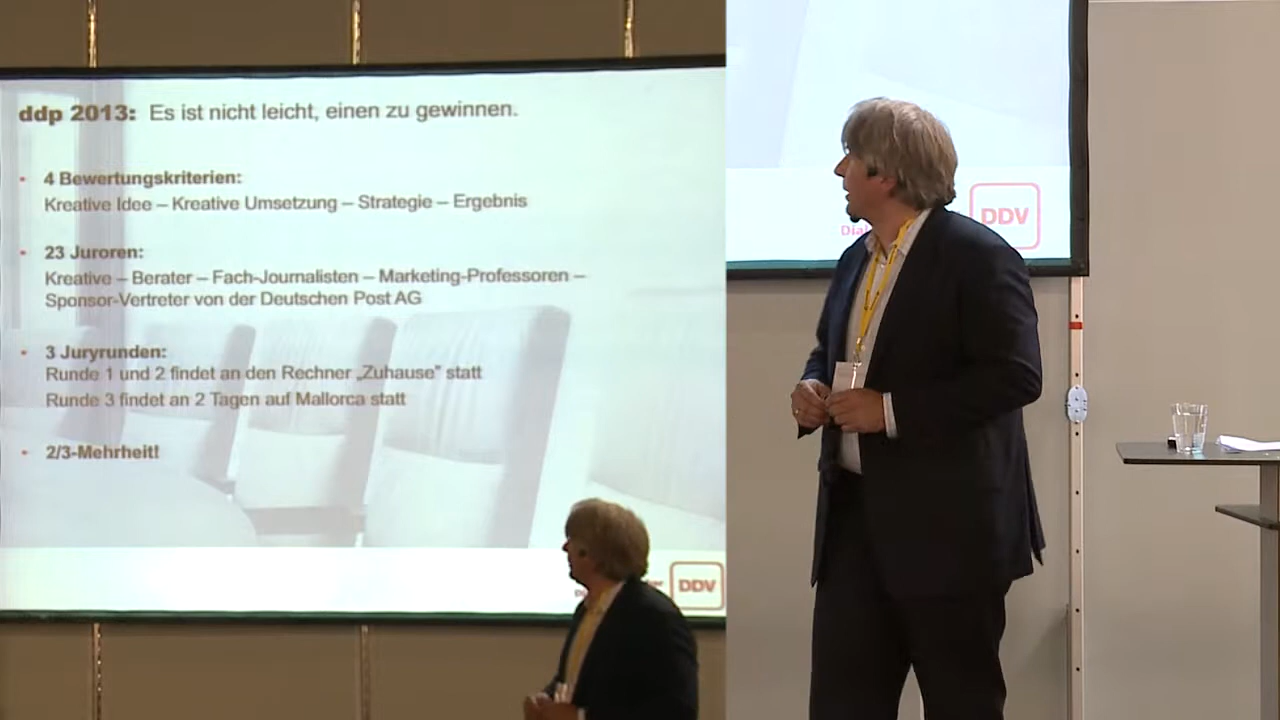 ddp 2013: Es ist nicht leicht, einen zu gewinnen.
• 4 Bewertungskriterien:
Kreative Idee – Kreative Umsetzung – Strategie – Ergebnis
• 23 Juroren:
Kreative – Berater – Fach-Journalisten – Marketing-Professoren –
Sponsor-Vertreter von der Deutschen Post AG
• 3 Juryrunden:
Runde 1 und 2 findet an den Rechner „Zuhause" statt
Runde 3 findet an 2 Tagen auf Mallorca statt
• 2/3-Mehrheit!
DDV
DDV